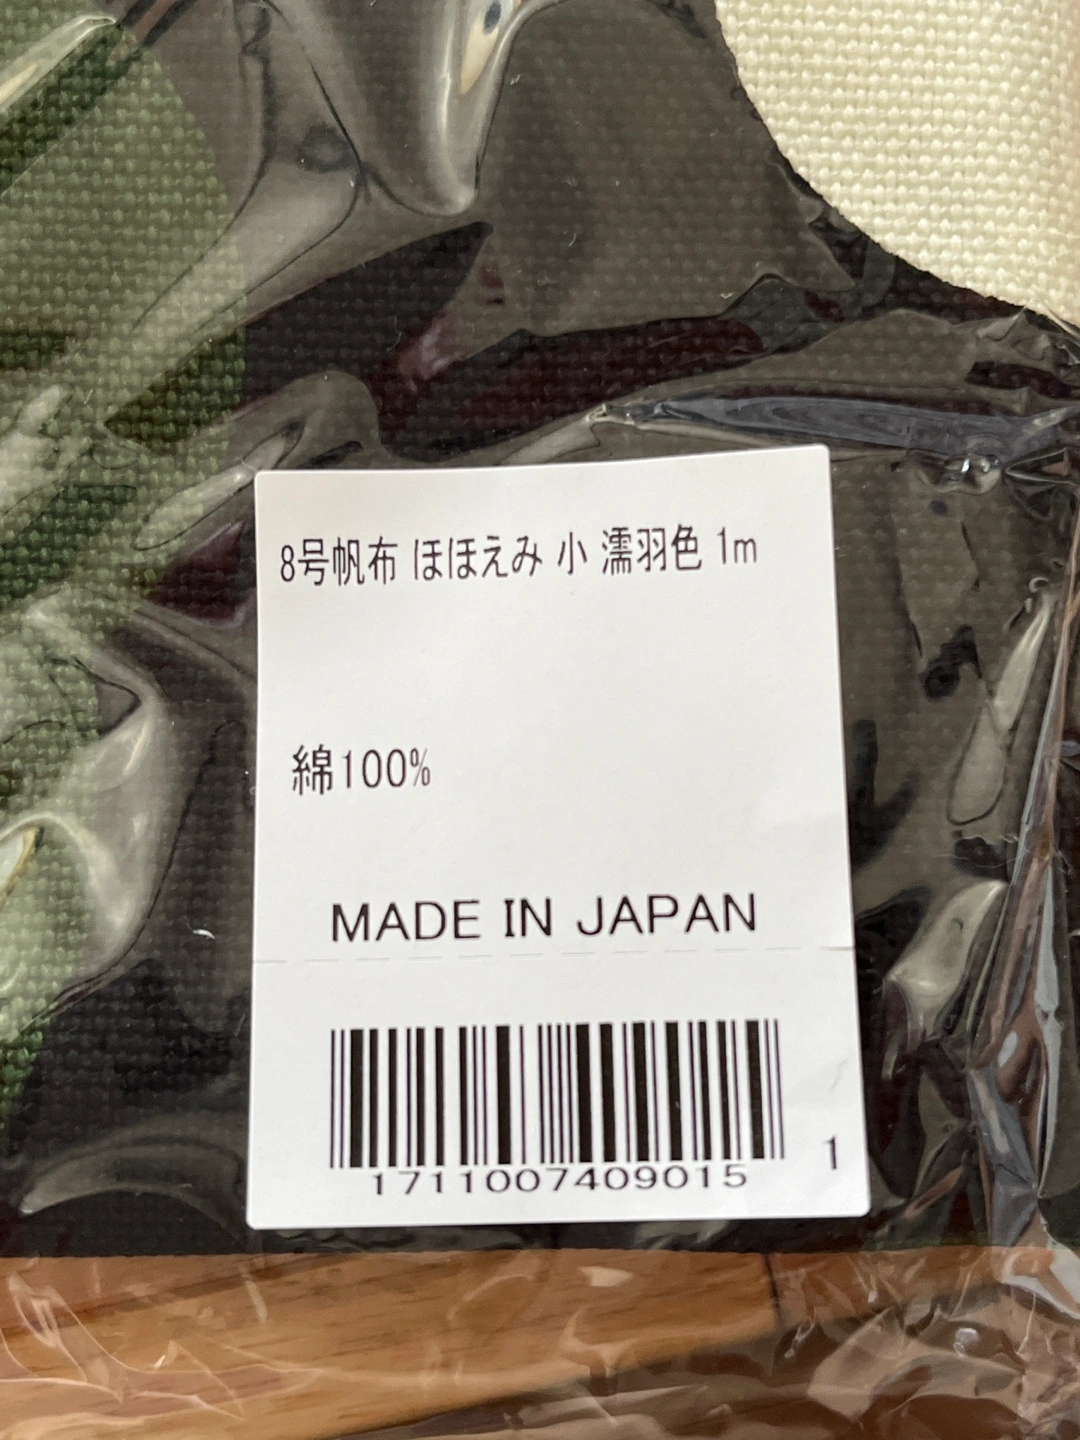 8号帆布 ほほえみ 小 濡羽色 1m
綿100%
MADE IN JAPAN
1711007409015
1